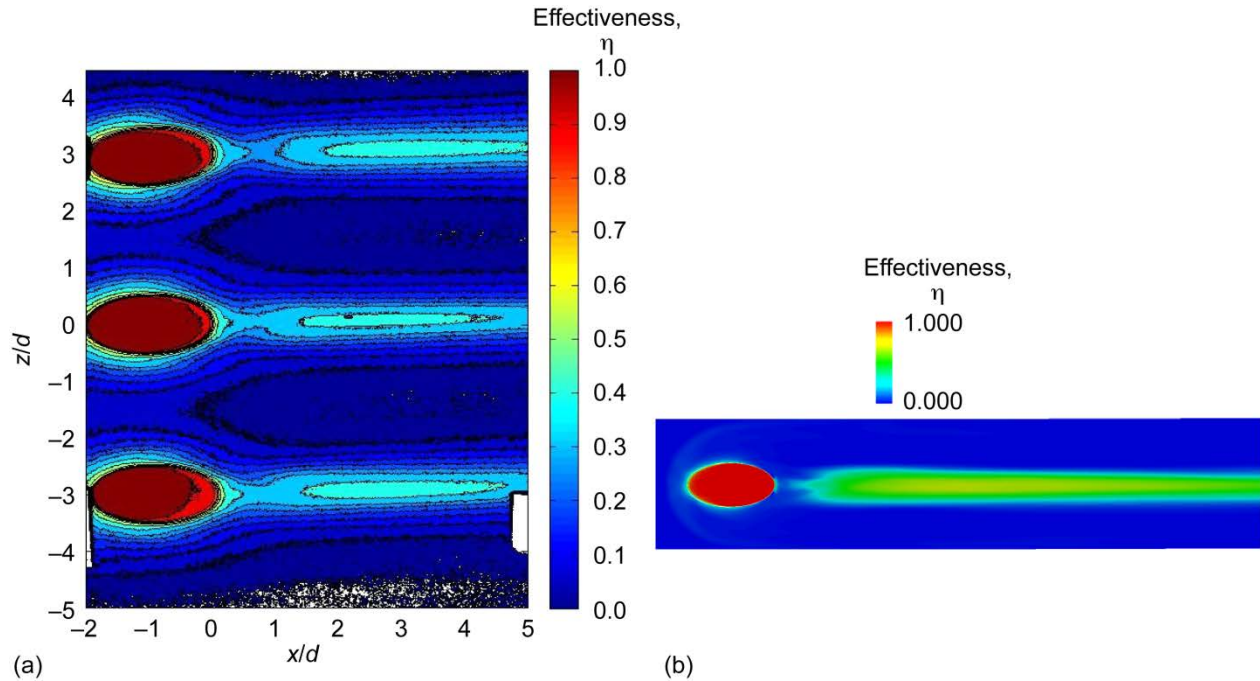 Effectiveness,
η
1.0
0.9
0.8
0.7
0.6
0.5
0.4
0.3
0.2
0.1
0.0
4
3
2
1
0
–1
–2
–3
–4
–5
z/d
–2 –1 0 1 2 3 4 5
x/d
(a)
Effectiveness,
η
1.000
0.000
(b)